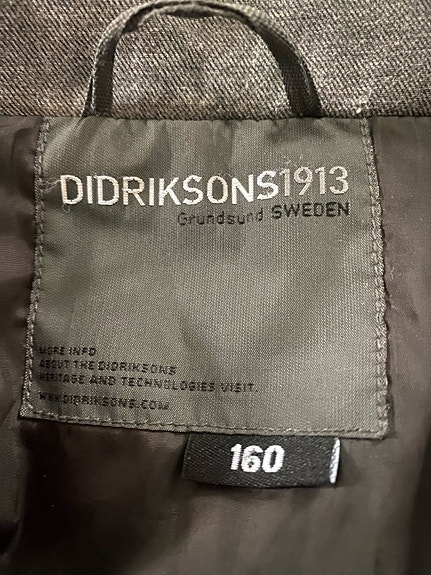 DIDRIKSONS1913
Grundsund SWEDEN
MORE INFO
ABOUT THE DIDRIKSONS
HERITAGE AND TECHNOLOGIES VISIT.
WWW.DIDRIKSONS.COM
160